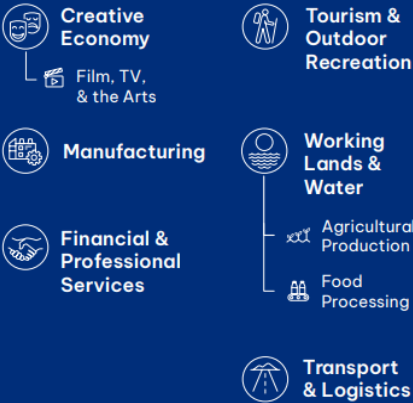 Creative
Economy
Film, TV,
& the Arts
Manufacturing
Financial &
Professional
Services
Tourism &
Outdoor
Recreation
Working
Lands &
Water
Agricultural
Production
Food
Processing
Transport
& Logistics